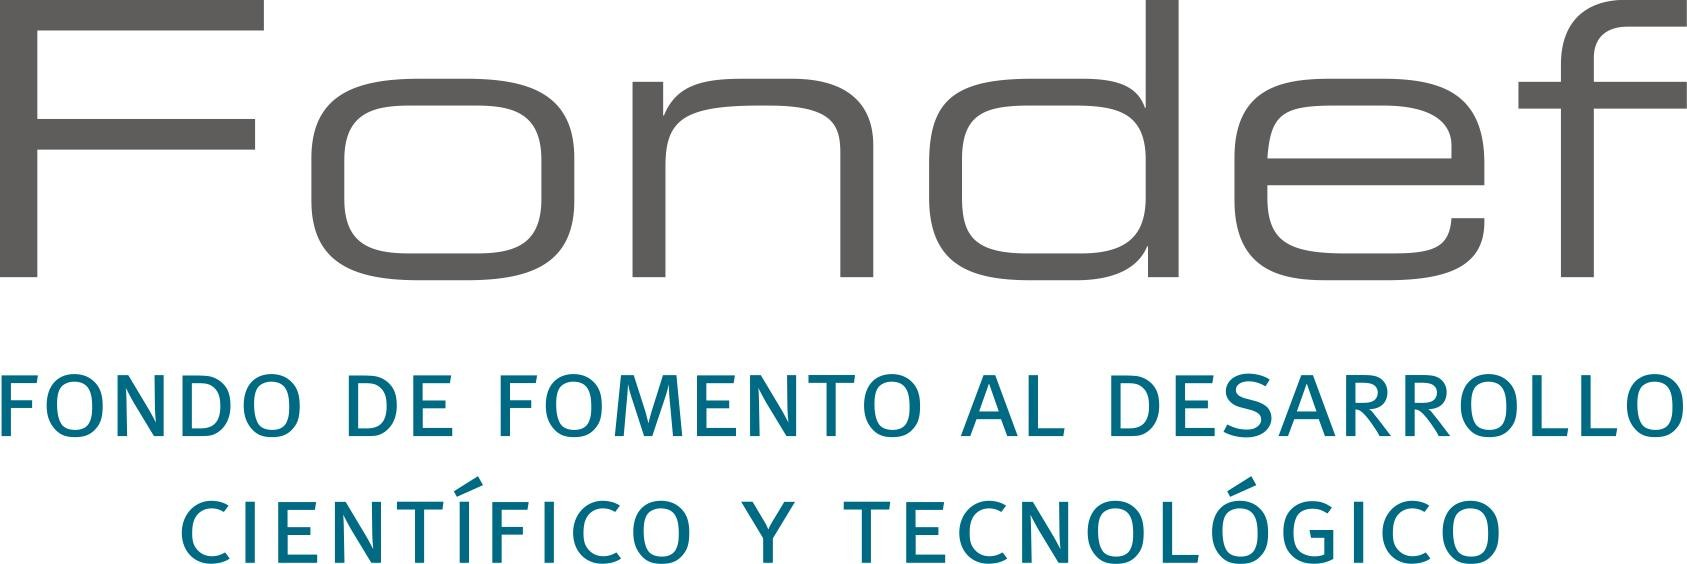 Fondef
FONDO DE FOMENTO AL DESARROLLO
CIENTÍFICO Y TECNOLÓGICO